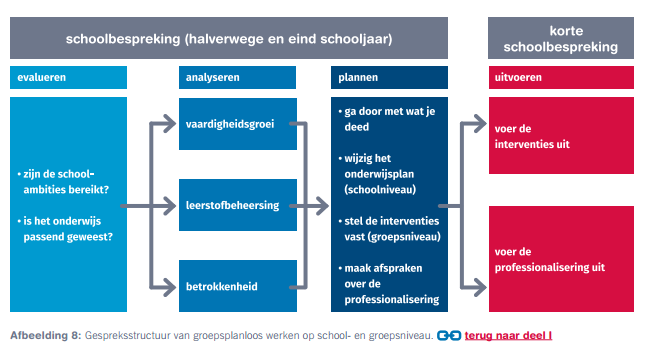 schoolbespreking (halverwege en eind schooljaar)
korte
schoolbespreking
evalueren
analyseren
plannen
uitvoeren
• zijn de school-
ambities bereikt?
• is het onderwijs
passend geweest?
vaardigheidsgroei
leerstofbeheersing
betrokkenheid
• ga door met wat je
deed
• wijzig het
onderwijsplan
(schoolniveau)
• stel de interventies
vast (groepsniveau)
• maak afspraken
over de
professionalisering
voer de
interventies uit
voer de
professionalisering uit
Afbeelding 8: Gespreksstructuur van groepsplanloos werken op school- en groepsniveau. terug naar deel I